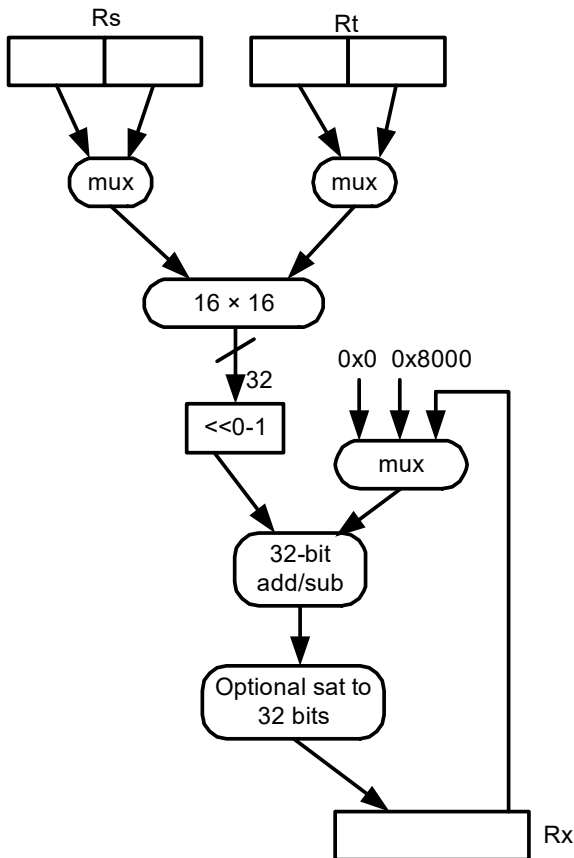 Rs
Rt
mux
mux
16 × 16
32
0x0 0x8000
<<0-1
mux
32-bit
add/sub
Optional sat to
32 bits
Rx